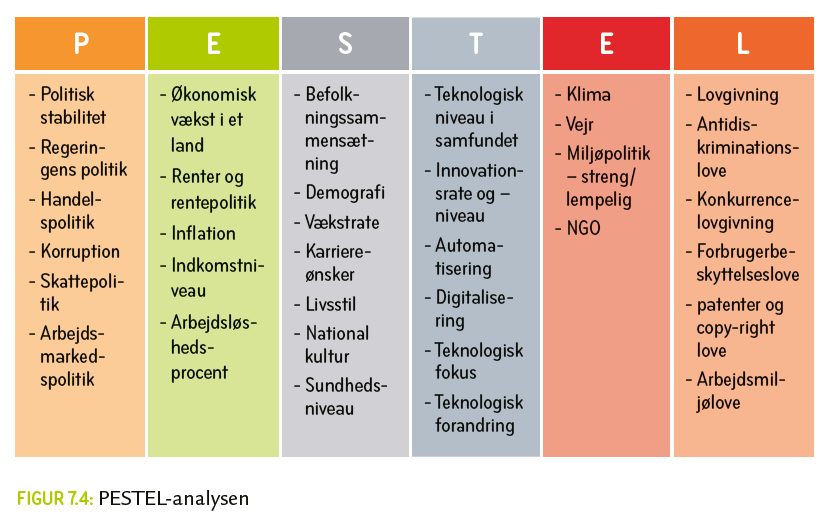 P
- Politisk
stabilitet
- Regerin-
gens politik
- Handel-
spolitik
- Korruption
- Skattepoli-
tik
- Arbejds-
marked-
spolitik
E
- Økonomisk
vækst i et
land
- Renter og
rentepolitik
- Inflation
- Indkomstni-
veau
- Arbejdsløs-
heds-
procent
S
- Befolk-
ningssam-
mensæt-
ning
- Demografi
- Vækstrate
- Karriere-
ønsker
- Livsstil
- National
kultur
- Sundheds-
niveau
T
- Teknologisk
niveau i
samfundet
- Innovation-
srate og –
niveau
- Automa-
tisering
- Digitalise-
ring
- Teknologisk
fokus
- Teknologisk
forandring
E
- Klima
- Vejr
- Miljøpolitik
– streng/
lempelig
- NGO
L
- Lovgivning
- Antidis-
kriminations-
love
- Konkurrence-
lovgivning
- Forbrugerbe-
skyttelseslove
- patenter og
copy-right
love
- Arbejdsmil-
jølove
FIGUR 7.4: PESTEL-analysen